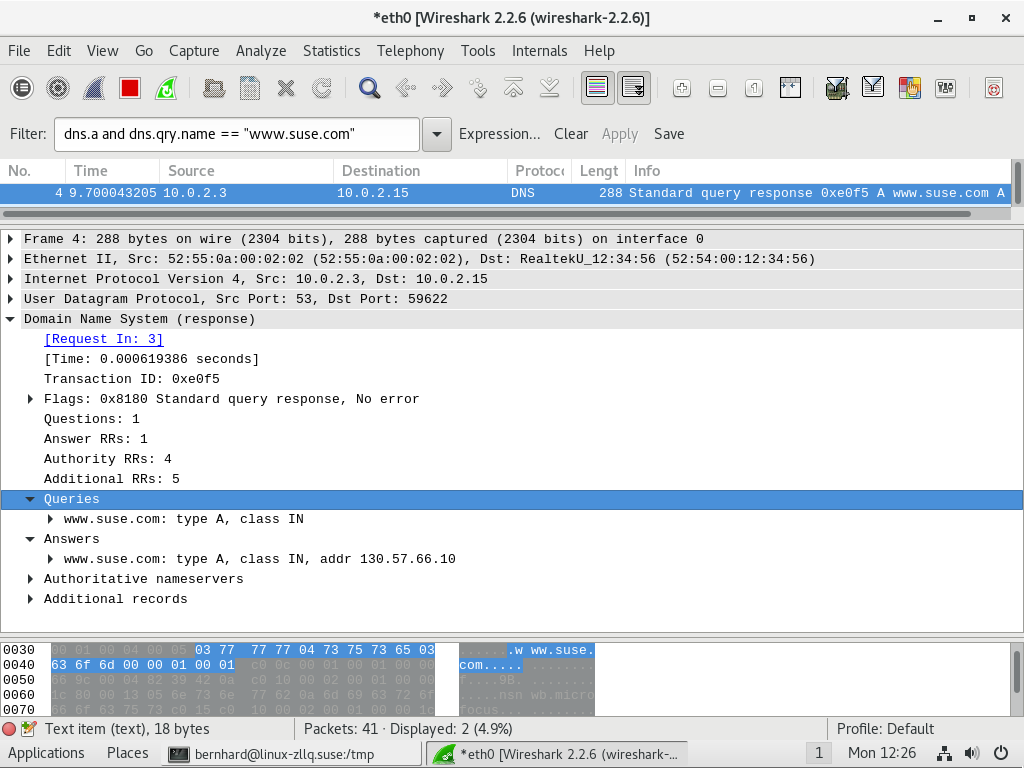 *eth0 [Wireshark 2.2.6 (wireshark-2.2.6)]
File Edit View Go Capture Analyze Statistics Telephony Tools Internals Help
Filter: dns.a and dns.qry.name == "www.suse.com" Expression... Clear Apply Save
No. Time Source Destination Protoc Lengt Info
4 9.700043205 10.0.2.3 10.0.2.15 DNS 288 Standard query response 0xe0f5 A www.suse.com A
Frame 4: 288 bytes on wire (2304 bits), 288 bytes captured (2304 bits) on interface 0
Ethernet II, Src: 52:55:0a:00:02:02 (52:55:0a:00:02:02), Dst: RealtekU_12:34:56 (52:54:00:12:34:56)
Internet Protocol Version 4, Src: 10.0.2.3, Dst: 10.0.2.15
User Datagram Protocol, Src Port: 53, Dst Port: 59622
Domain Name System (response)
[Request In: 3]
[Time: 0.000619386 seconds]
Transaction ID: 0xe0f5
Flags: 0x8180 Standard query response, No error
Questions: 1
Answer RRs: 1
Authority RRs: 4
Additional RRs: 5
Queries
www.suse.com: type A, class IN
Answers
www.suse.com: type A, class IN, addr 130.57.66.10
Authoritative nameservers
Additional records
0030 00 01 00 04 00 05 03 77 77 77 04 73 75 73 65 03 .......w ww.suse.
0040 63 6f 6d 00 00 01 00 01 c0 0c 00 01 00 01 00 00 com..... ........
0050 66 9c 00 04 82 39 42 0a c0 10 00 02 00 01 00 00 f....9B. ........
0060 1c 80 00 13 05 6e 73 6e 77 62 0a 6d 69 63 72 6f .....nsn wb.micro
0070 66 6f 63 75 73 c0 15 c0 10 00 02 00 01 00 00 1c focus... ........
Text item (text), 18 bytes Packets: 41 · Displayed: 2 (4.9%) Profile: Default
Applications Places bernhard@linux-zllq.suse:/tmp *eth0 [Wireshark 2.2.6 (wireshark-... 1 Mon 12:26